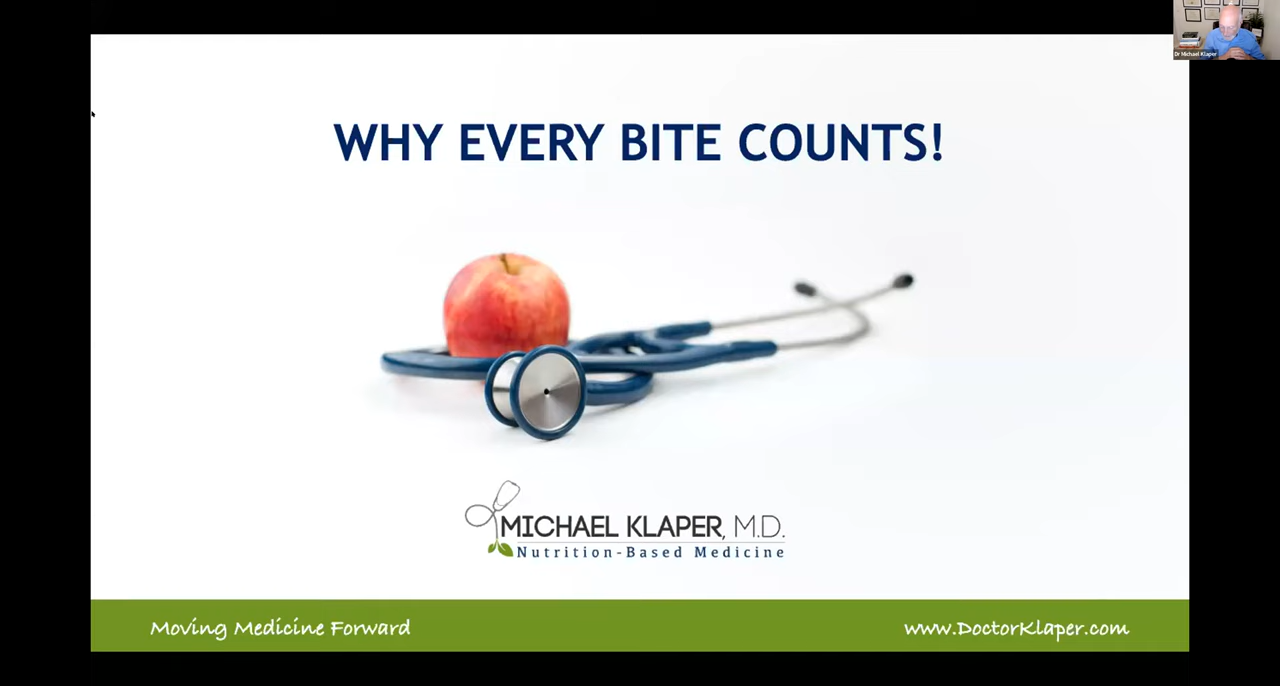 Dr Michael Klaper
WHY EVERY BITE COUNTS!
MICHAEL KLAPER, M.D.
Nutrition-Based Medicine
Moving Medicine Forward
www.DoctorKlaper.com